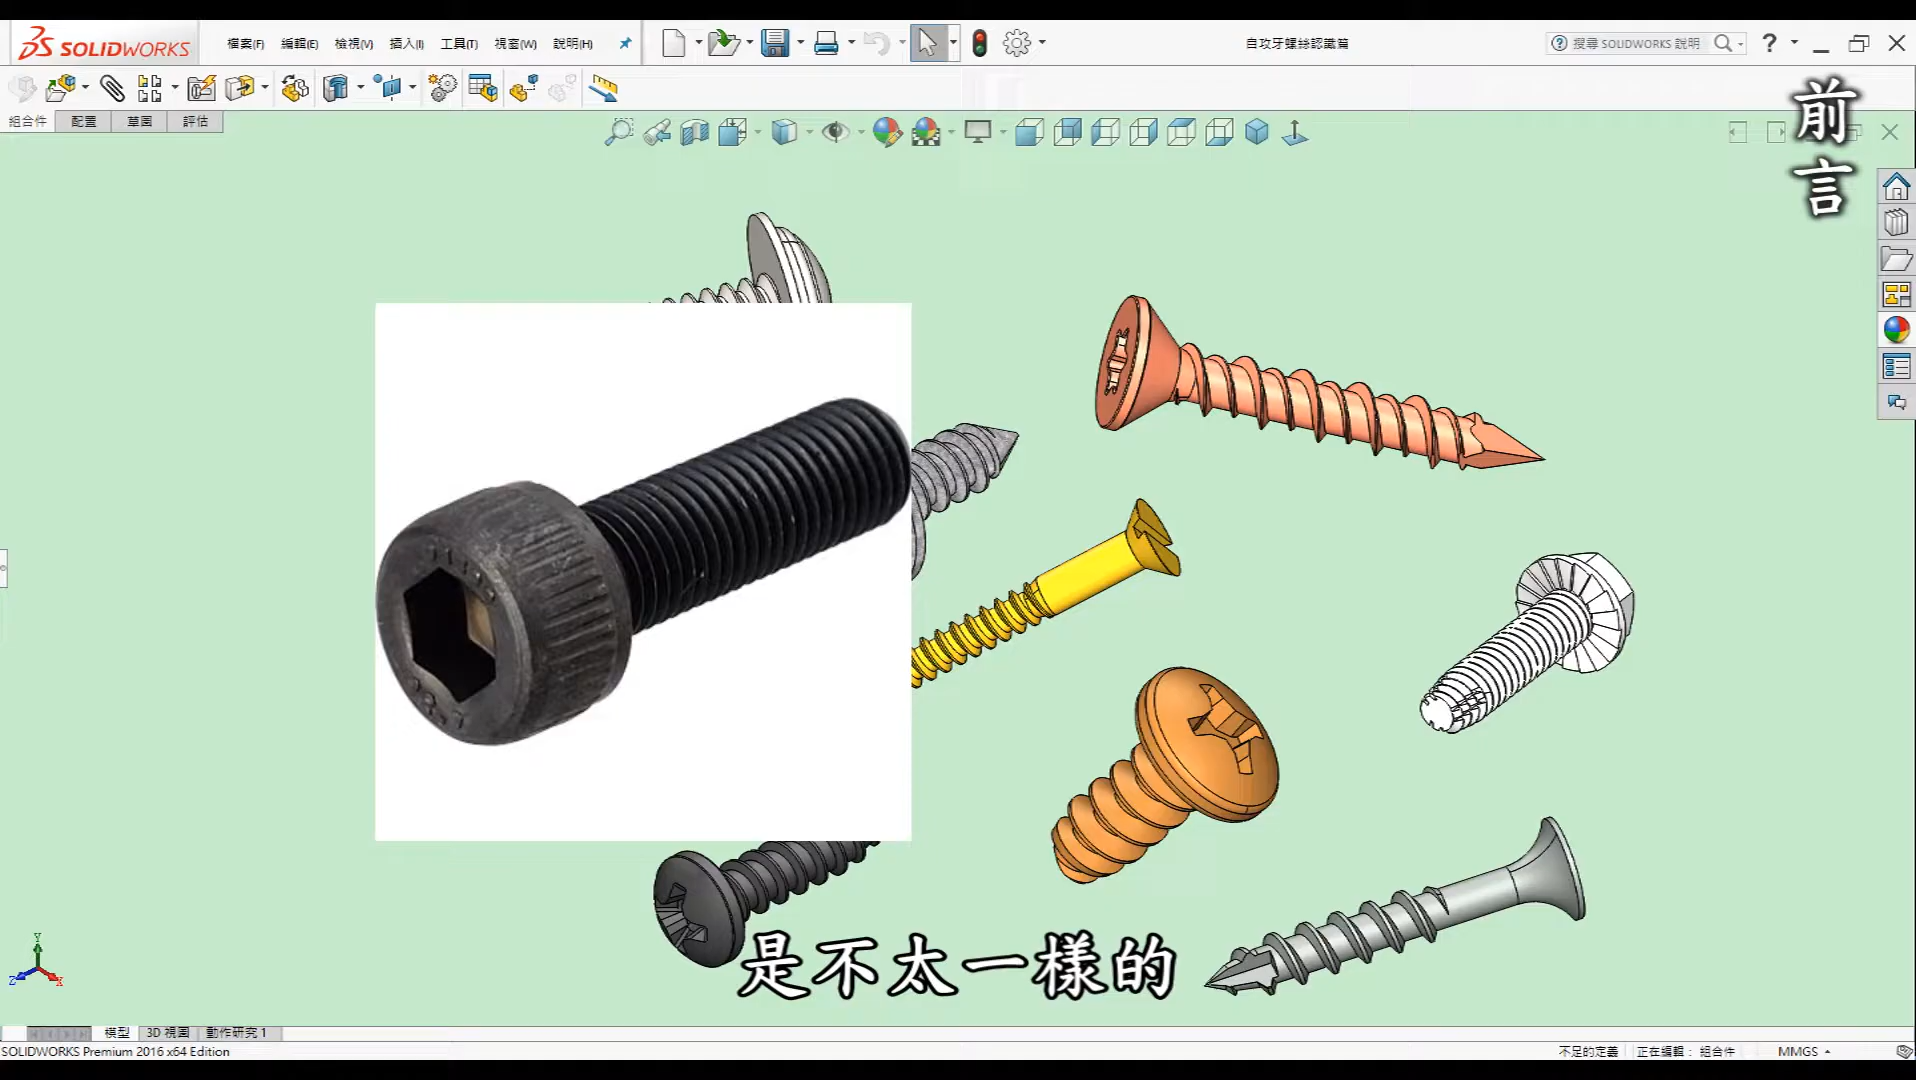 SOLIDWORKS
檔案(F) 編輯(E) 檢視(V) 插入(I) 工具(T) 視窗(W) 說明(H)
自攻牙螺絲認識篇
搜尋 SOLIDWORKS 說明
組合件 配置 草圖 評估
前言
是不太一樣的
Y
Z
X
模型 3D 視圖 動作研究 1
SOLIDWORKS Premium 2016 x64 Edition
不足的定義 正在編輯： 組合件 MMGS